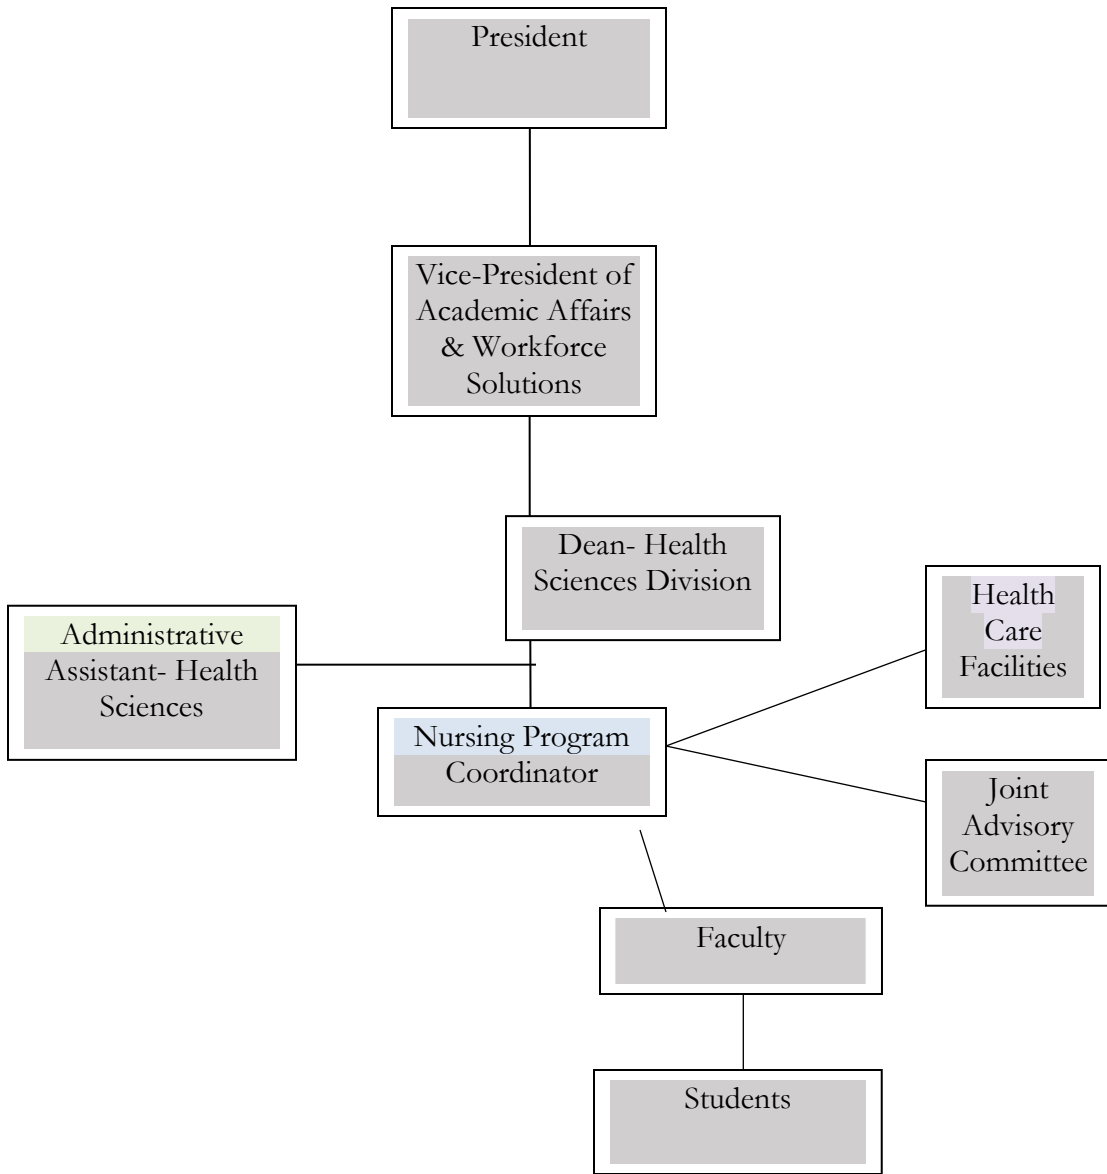 President
Vice-President of
Academic Affairs
& Workforce
Solutions
Dean- Health
Sciences Division
Administrative
Assistant- Health
Sciences
Nursing Program
Coordinator
Health
Care
Facilities
Joint
Advisory
Committee
Faculty
Students